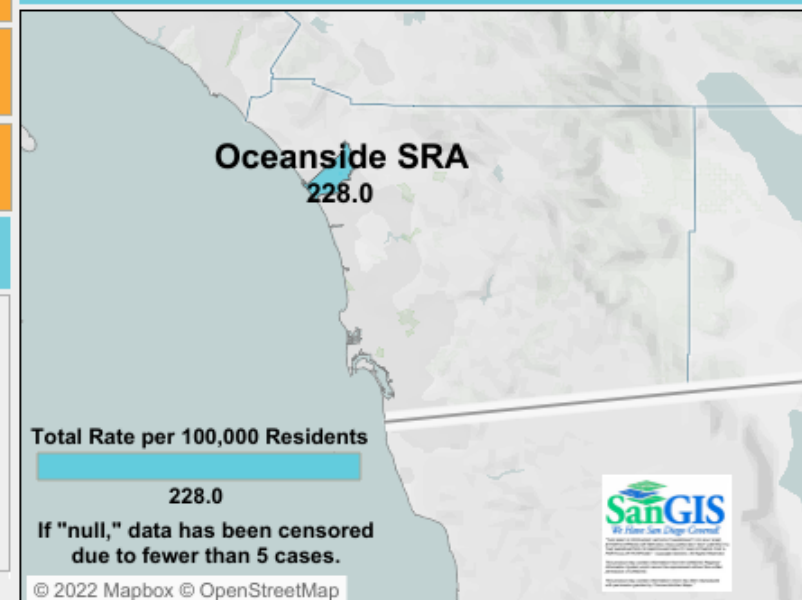 Oceanside SRA
228.0
Total Rate per 100,000 Residents
228.0
If "null," data has been censored
due to fewer than 5 cases.
SanGIS
We Have San Diego Covered!
© 2022 Mapbox © OpenStreetMap